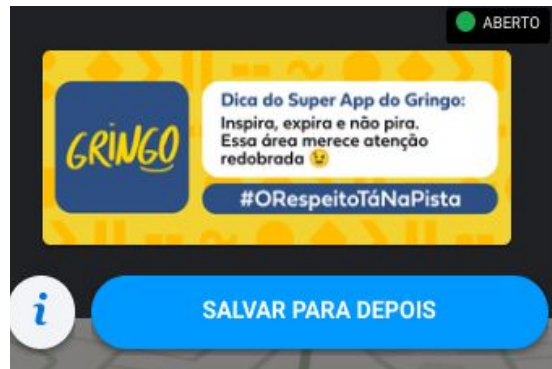 ABERTO
GRINGO
Dica do Super App do Gringo:
Inspira, expira e não pira.
Essa área merece atenção
redobrada 😉
#ORespeitoTáNaPista
i
SALVAR PARA DEPOIS